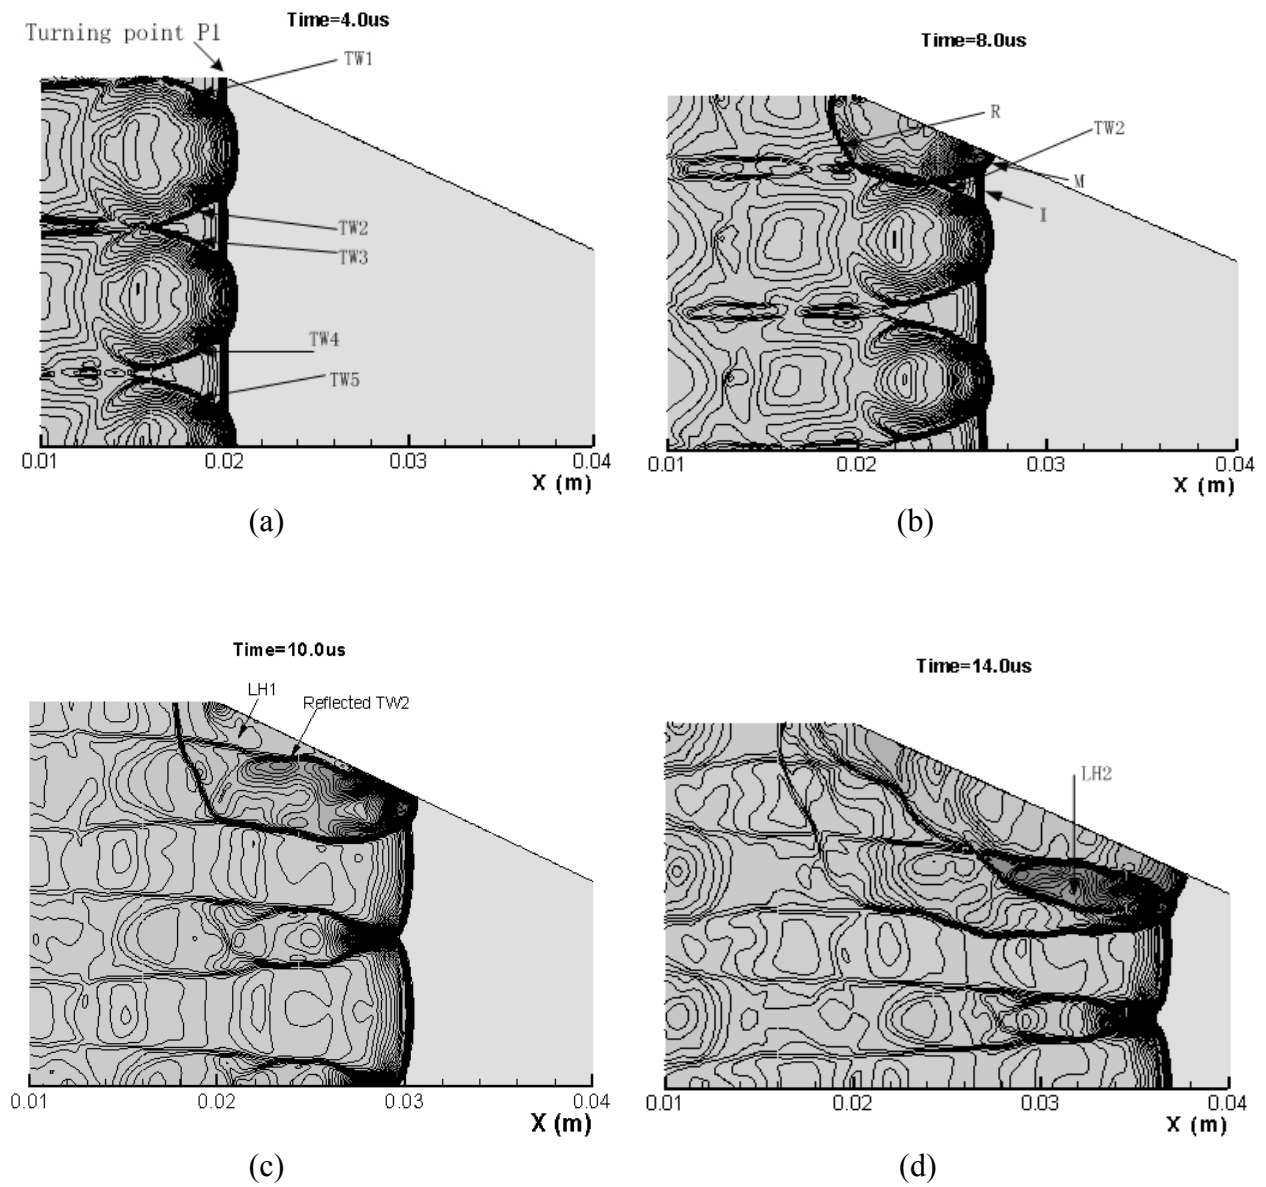 Time=4.0us
Turning point P1
TW1
TW2
TW3
TW4
TW5
0.01 0.02 0.03 0.04
X (m)
(a)
Time=8.0us
R
TW2
M
I
0.01 0.02 0.03 0.04
X (m)
(b)
Time=10.0us
LH1
Reflected TW2
0.01 0.02 0.03 0.04
X (m)
(c)
Time=14.0us
LH2
0.01 0.02 0.03 0.04
X (m)
(d)